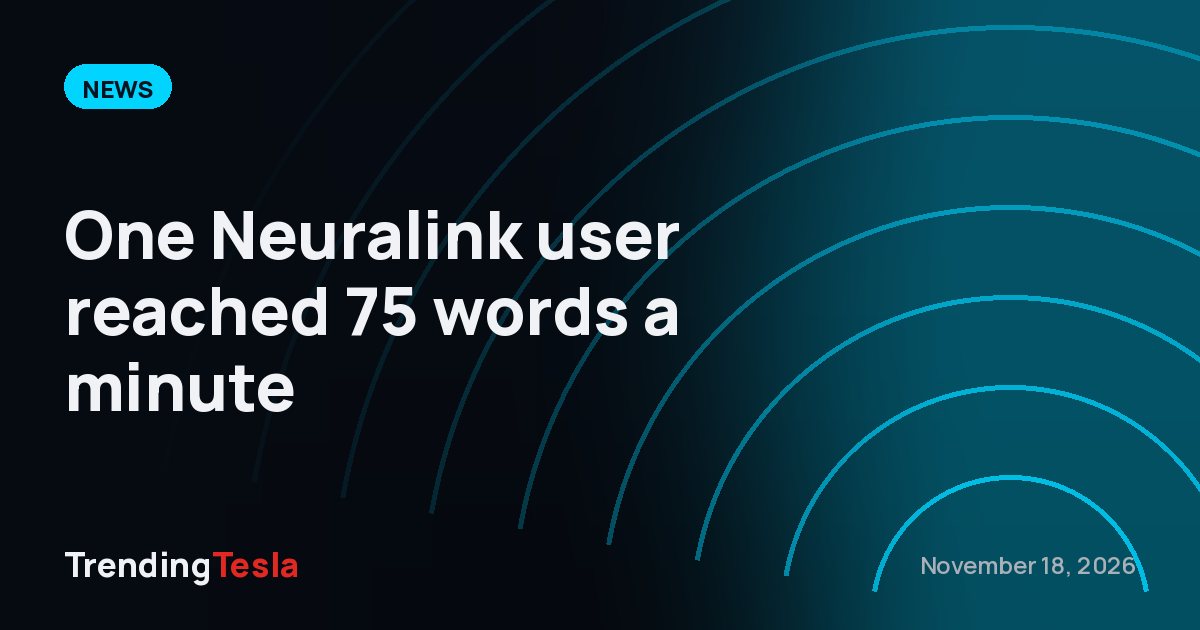 NEWS
One Neuralink user
reached 75 words a
minute
TrendingTesla
November 18, 2026